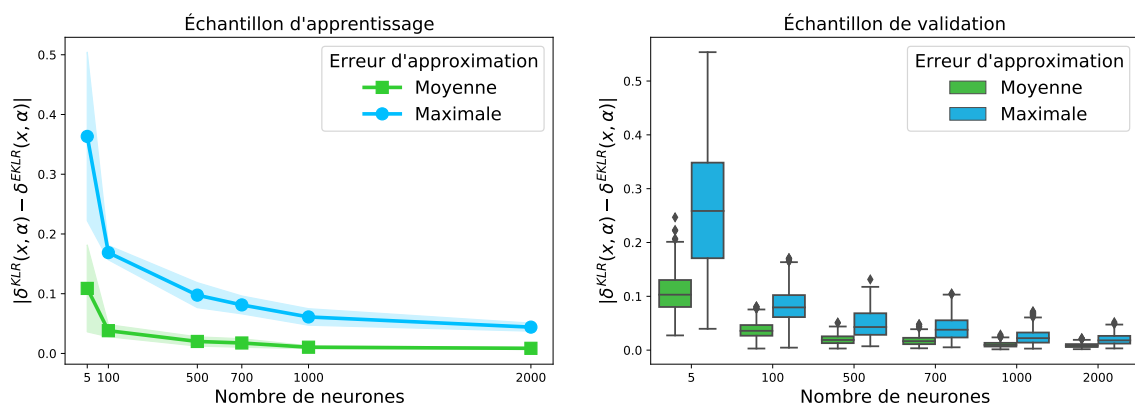 Échantillon d'apprentissage
|δ^{KLR}(x, α) − δ^{EKLR}(x, α)|
0.5
0.4
0.3
0.2
0.1
0.0
Erreur d'approximation
Moyenne
Maximale
5 100 500 700 1000 2000
Nombre de neurones
Échantillon de validation
|δ^{KLR}(x, α) − δ^{EKLR}(x, α)|
0.5
0.4
0.3
0.2
0.1
0.0
Erreur d'approximation
Moyenne
Maximale
5 100 500 700 1000 2000
Nombre de neurones